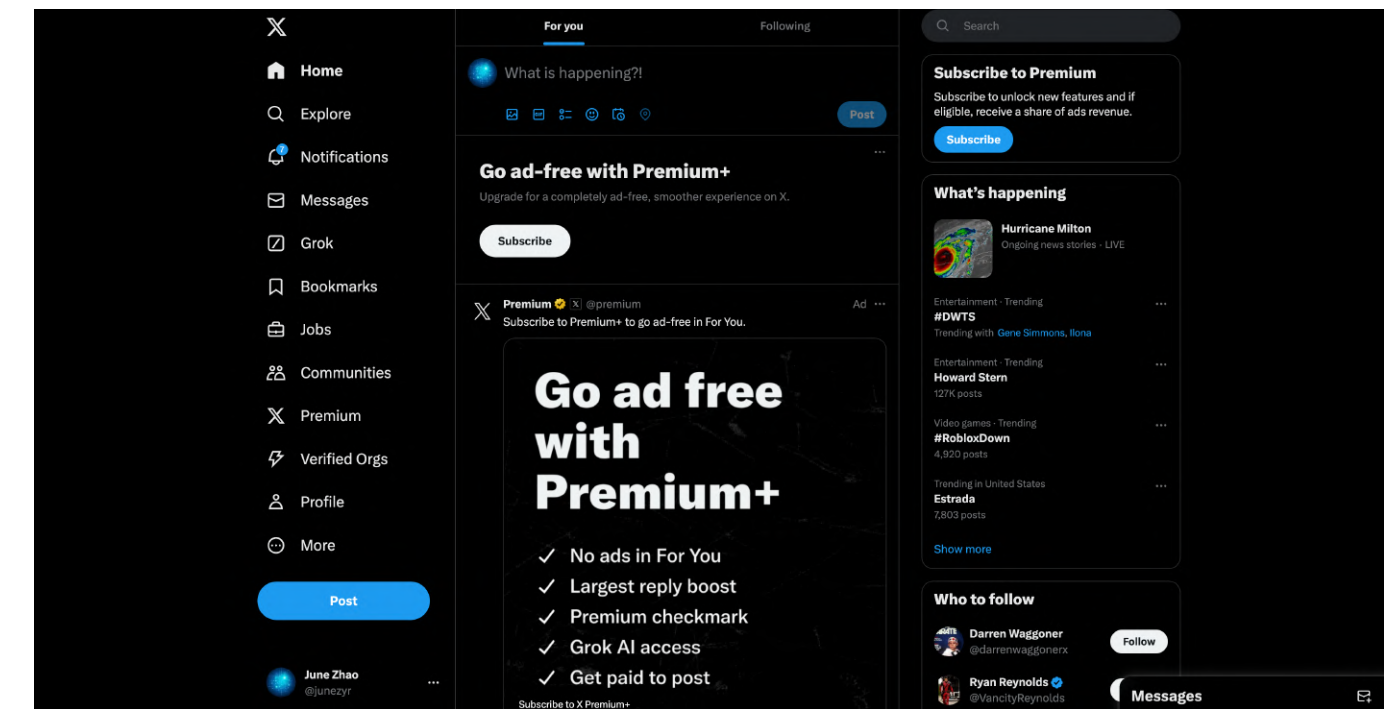 Home
Explore
7
Notifications
Messages
Grok
Bookmarks
Jobs
Communities
Premium
Verified Orgs
Profile
More
Post
June Zhao
@junezyr
For you
Following
What is happening?!
GIF
Post
Go ad-free with Premium+
Upgrade for a completely ad-free, smoother experience on X.
Subscribe
Premium @premium
Ad
Subscribe to Premium+ to go ad-free in For You.
Go ad free
with
Premium+
No ads in For You
Largest reply boost
Premium checkmark
Grok AI access
Get paid to post
Subscribe to X Premium+
Search
Subscribe to Premium
Subscribe to unlock new features and if
eligible, receive a share of ads revenue.
Subscribe
What's happening
Hurricane Milton
Ongoing news stories · LIVE
Entertainment · Trending
#DWTS
Trending with Gene Simmons, Ilona
Entertainment · Trending
Howard Stern
127K posts
Video games · Trending
#RobloxDown
4,920 posts
Trending in United States
Estrada
7,803 posts
Show more
Who to follow
Darren Waggoner
@darrenwaggonerx
Follow
Ryan Reynolds
@VancityReynolds
Messages